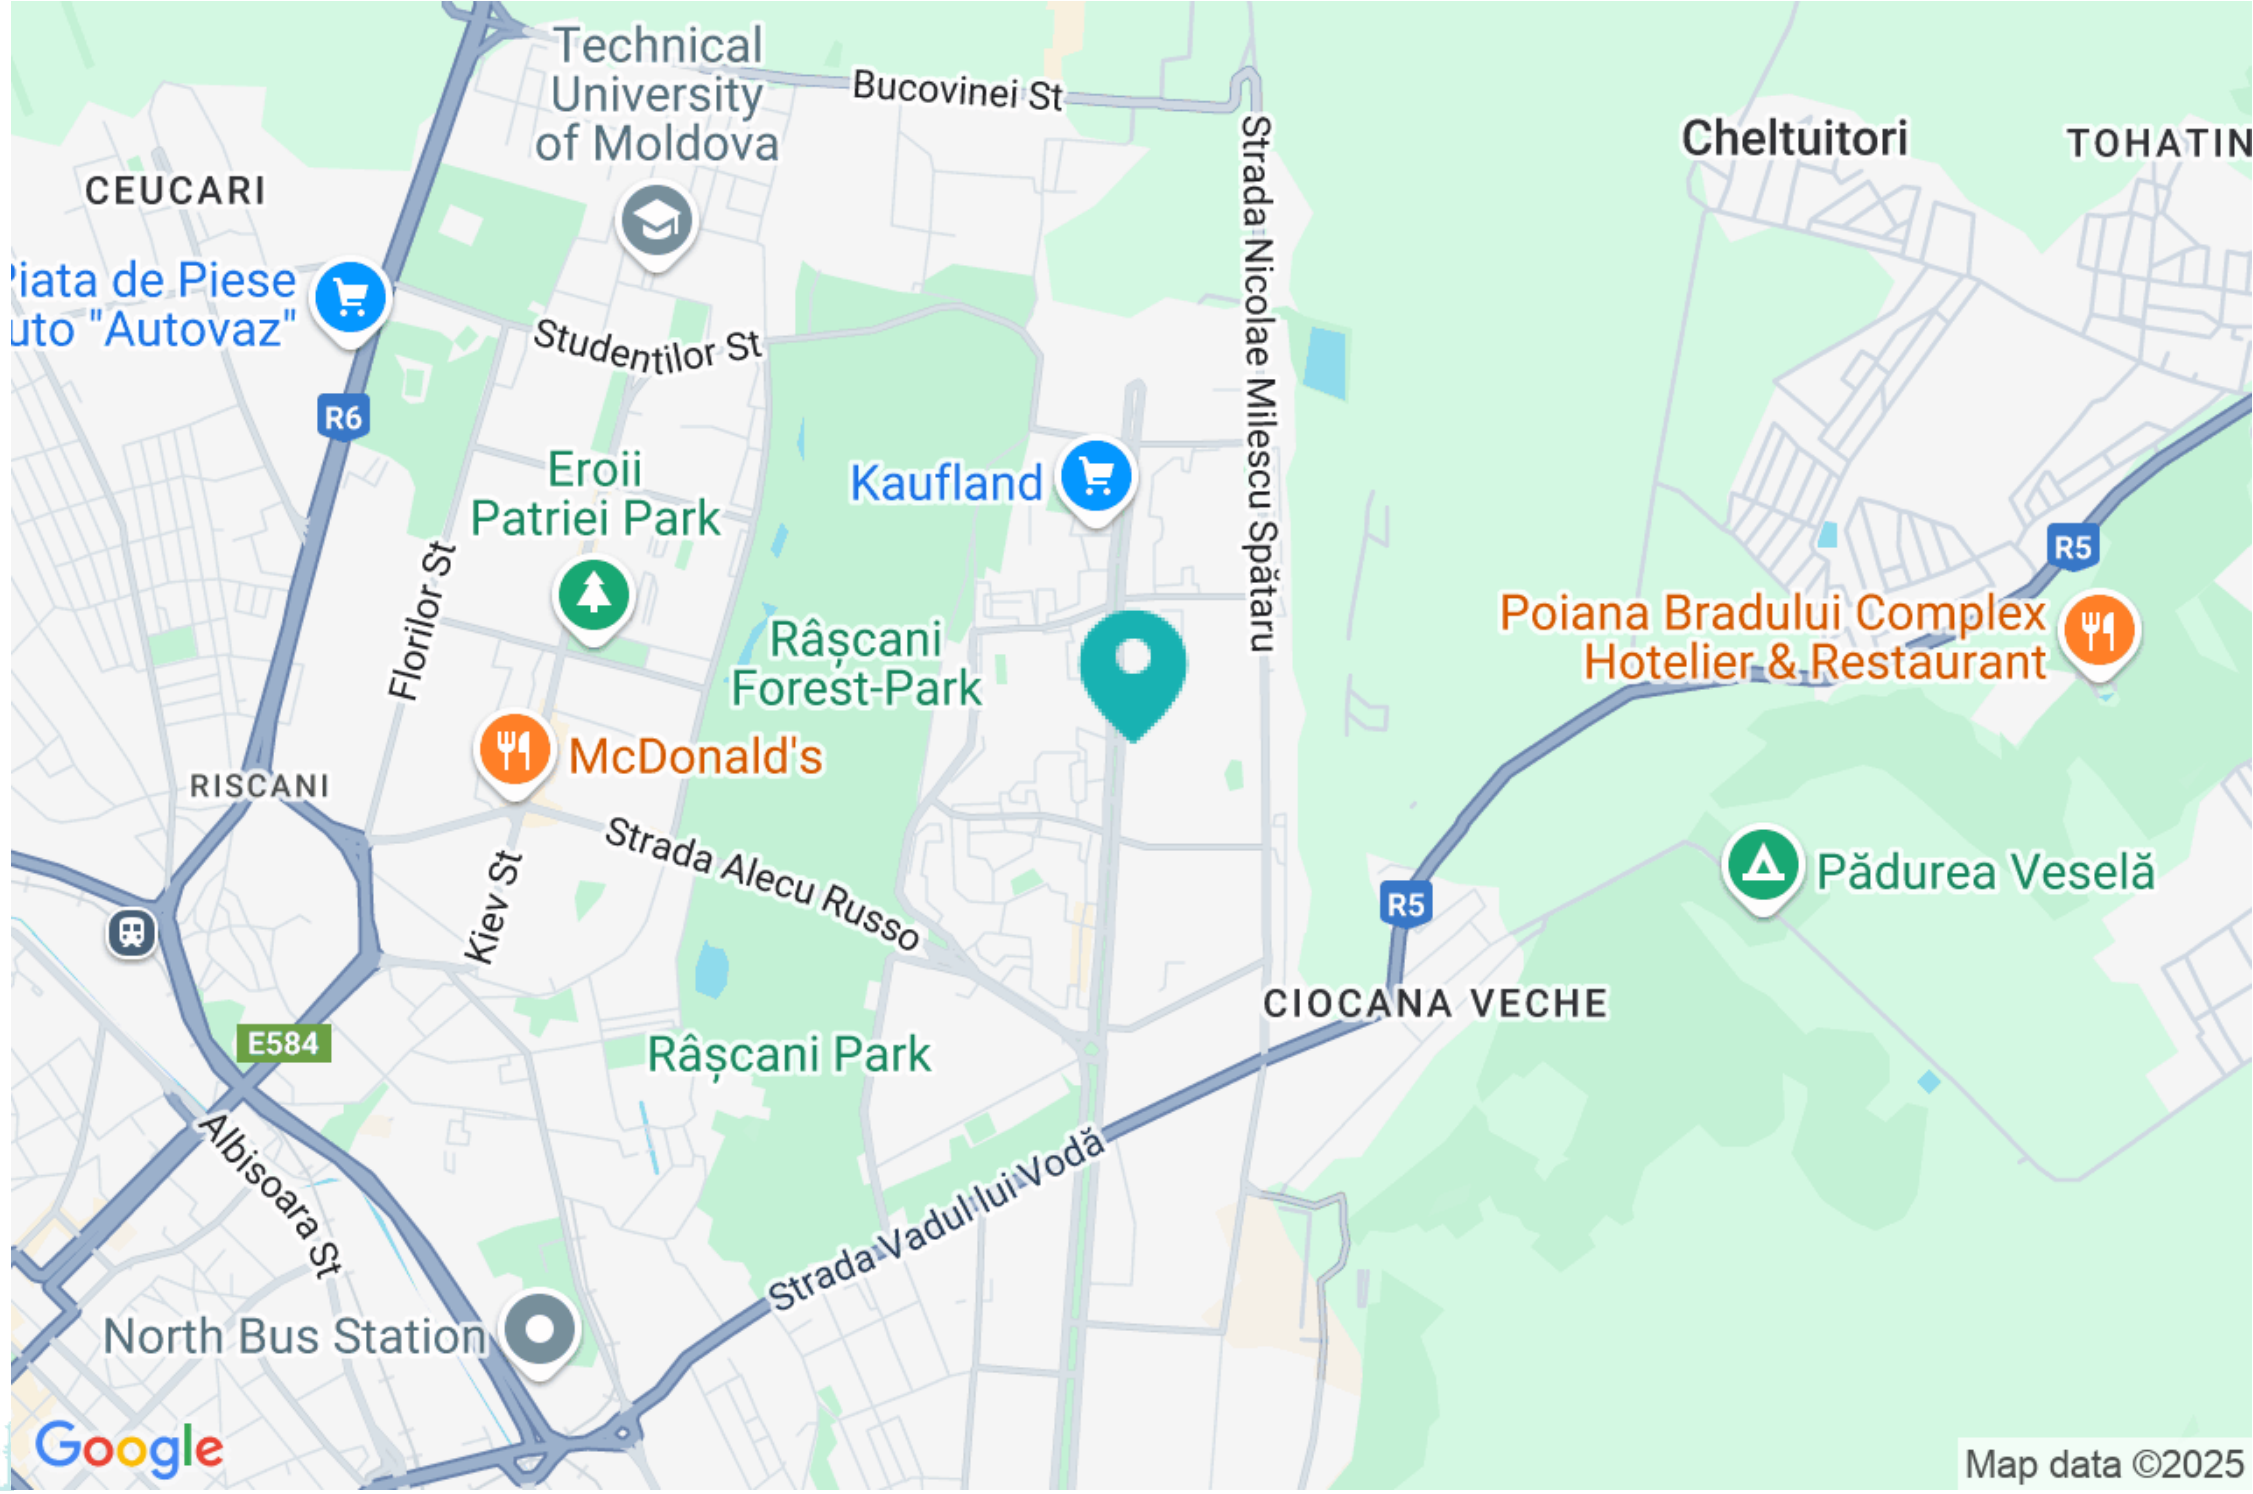 Technical
University
of Moldova
Bucovinei St
Strada Nicolae Milescu Spătaru
Cheltuitori
TOHATIN
CEUCARI
Piata de Piese
uto "Autovaz"
Studentilor St
R6
Eroii
Patriei Park
Kaufland
R5
Florilor St
Râșcani
Forest-Park
Poiana Bradului Complex
Hotelier & Restaurant
McDonald's
RISCANI
Strada Alecu Russo
Kiev St
Pădurea Veselă
R5
CIOCANA VECHE
E584
Râșcani Park
Albisoara St
Strada Vadul lui Vodă
North Bus Station
Google
Map data ©2025